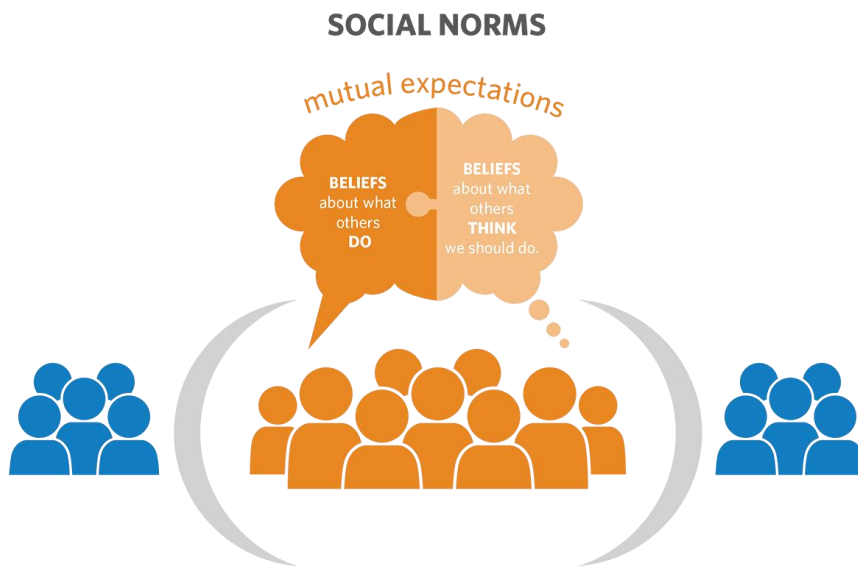 SOCIAL NORMS
mutual expectations
BELIEFS
about what
others
DO
BELIEFS
about what
others
THINK
we should do.